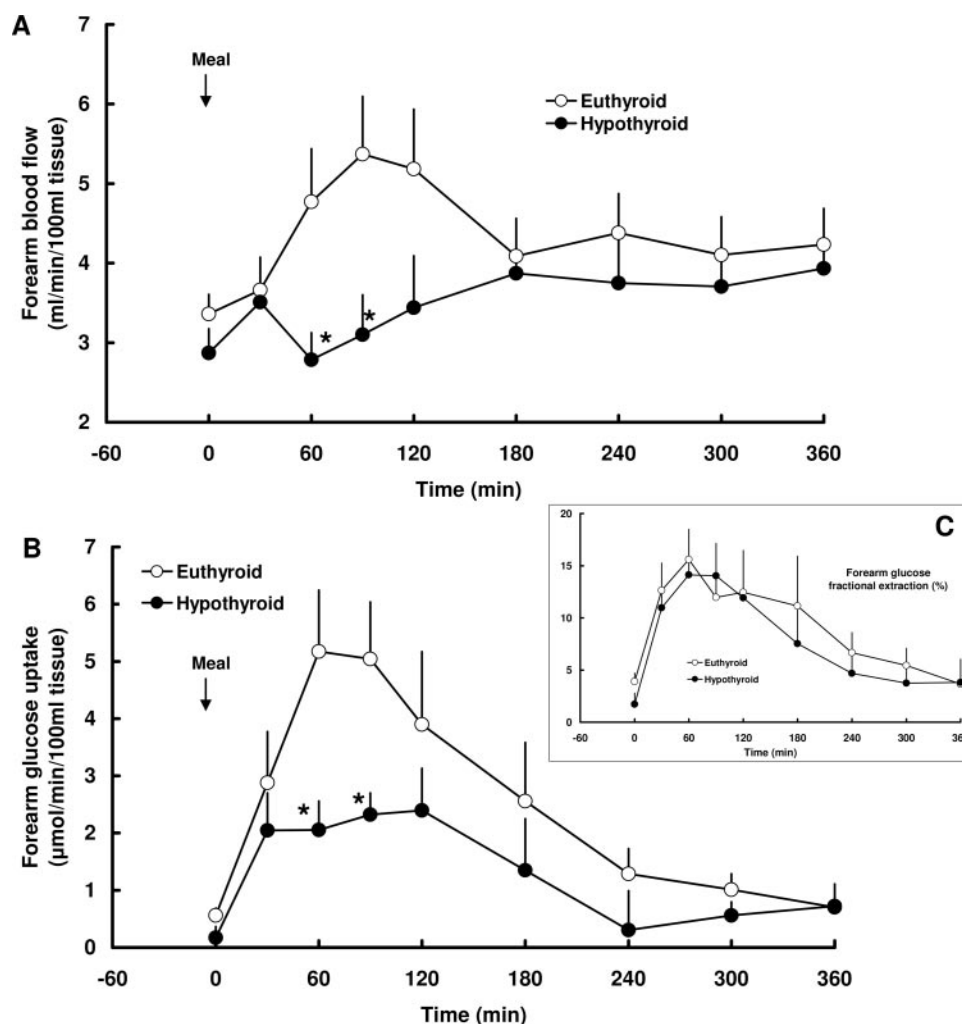 A
7
6
5
4
3
2
Forearm blood flow
(ml/min/100ml tissue)
Meal
Euthyroid
Hypothyroid
*
*
-60 0 60 120 180 240 300 360
Time (min)
B
7
6
5
4
3
2
1
0
Forearm glucose uptake
(µmol/min/100ml tissue)
Euthyroid
Hypothyroid
Meal
*
*
-60 0 60 120 180 240 300 360
Time (min)
C
20
15
10
5
0
Forearm glucose
fractional extraction (%)
Euthyroid
Hypothyroid
-60 0 60 120 180 240 300 360
Time (min)